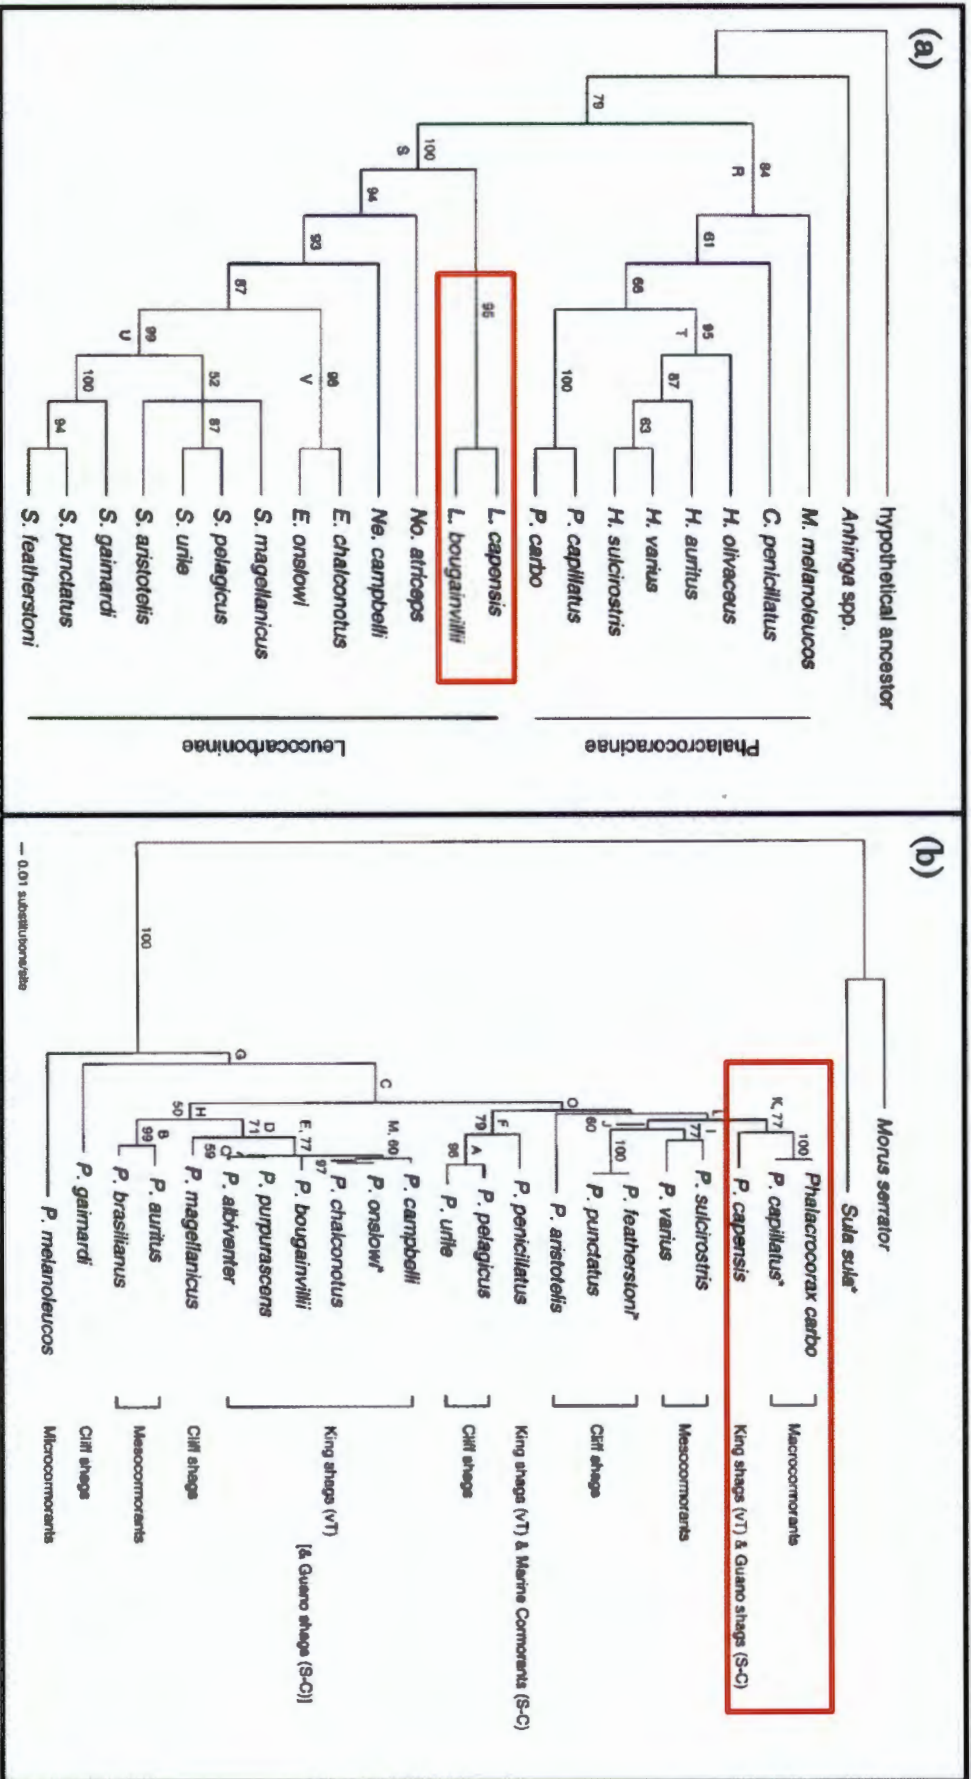 (a)
hypothetical ancestor
Anhinga spp.
M. melanoleucos
C. penicillatus
H. olivaceus
H. auritus
H. varius
H. sulcirostris
P. capillatus
P. carbo
L. capensis
L. bougainvillii
No. atriceps
Ne. campbelli
E. chalconotus
E. onslowi
S. magellanicus
S. pelagicus
S. urile
S. aristotelis
S. gaimardi
S. punctatus
S. featherstoni
Phalacrocoracinae
Leucocarboninae
79
84
R
61
66
95
T
87
63
100
100
S
95
94
93
87
98
V
99
U
52
87
100
94
(b)
Morus serrator
Sula sula*
Phalacrocorax carbo
P. capillatus*
P. capensis
P. sulcirostris
P. varius
P. featherstoni*
P. punctatus
P. aristotelis
P. penicillatus
P. pelagicus
P. urile
P. campbelli
P. onslowi*
P. chalconotus
P. bougainvillii
P. purpurascens
P. albiventer
P. magellanicus
P. auritus
P. brasilianus
P. gaimardi
P. melanoleucos
Macrocormorants
King shags (vT) & Guano shags (S-C)
Mesocormorants
Cliff shags
King shags (vT) & Marine Cormorants (S-C)
Cliff shags
King shags (vT)
[& Guano shags (S-C)]
Cliff shags
Mesocormorants
Cliff shags
Microcormorants
100
G
C
O
L
K, 77
100
I
77
J
60
100
F
79
A
96
M, 60
97
E, 77
D
71
59
H
50
B
99
0.01 substitutions/site